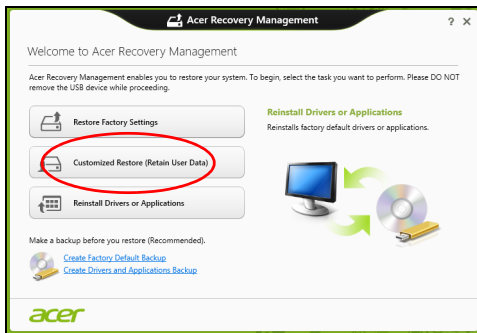 Acer Recovery Management
? X
Welcome to Acer Recovery Management
Acer Recovery Management enables you to restore your system. To begin, select the task you want to perform. Please DO NOT
remove the USB device while proceeding.
Restore Factory Settings
Customized Restore (Retain User Data)
Reinstall Drivers or Applications
Reinstall Drivers or Applications
Reinstalls factory default drivers or applications.
Make a backup before you restore (Recommended).
Create Factory Default Backup
Create Drivers and Applications Backup
acer